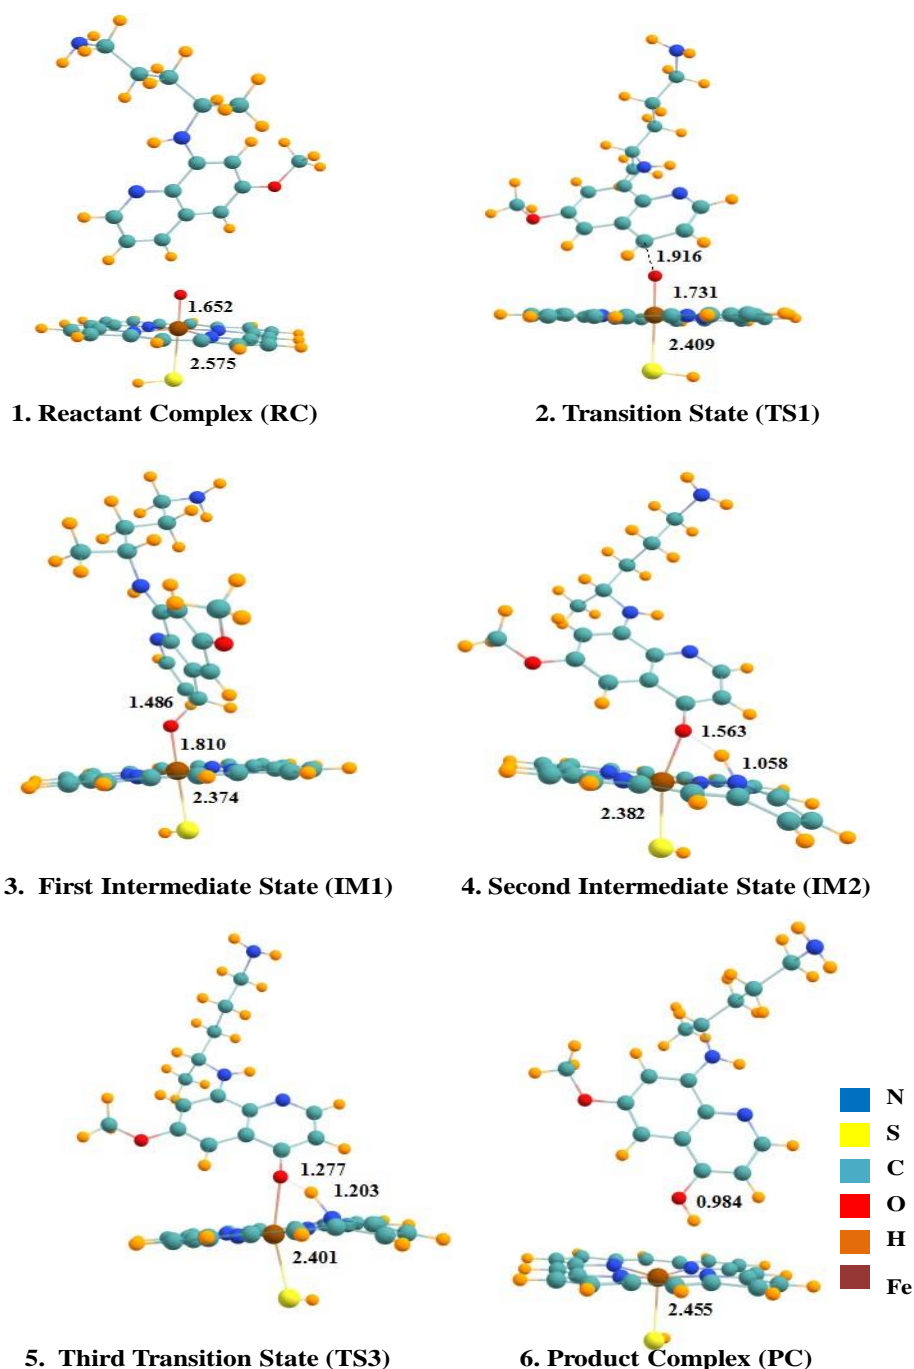 1.652
2.575
1. Reactant Complex (RC)
1.916
1.731
2.409
2. Transition State (TS1)
1.486
1.810
2.374
3. First Intermediate State (IM1)
1.563
1.058
2.382
4. Second Intermediate State (IM2)
1.277
1.203
2.401
5. Third Transition State (TS3)
0.984
2.455
6. Product Complex (PC)
N
S
C
O
H
Fe